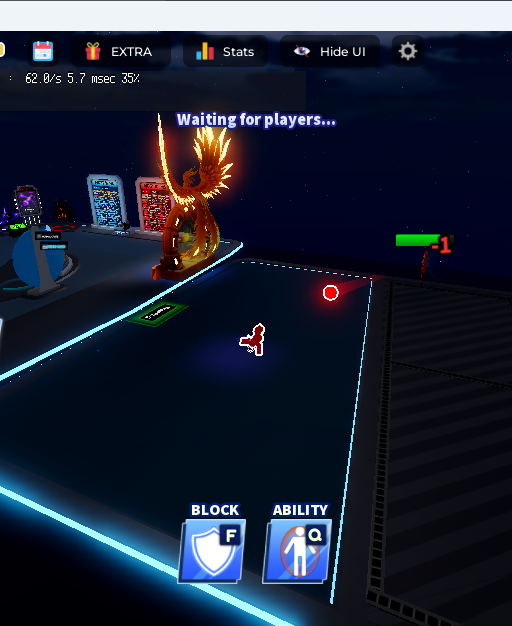 EXTRA
Stats
Hide UI
: 62.0/s 5.7 msec 35%
Waiting for players...
-1
BLOCK
ABILITY
F
Q